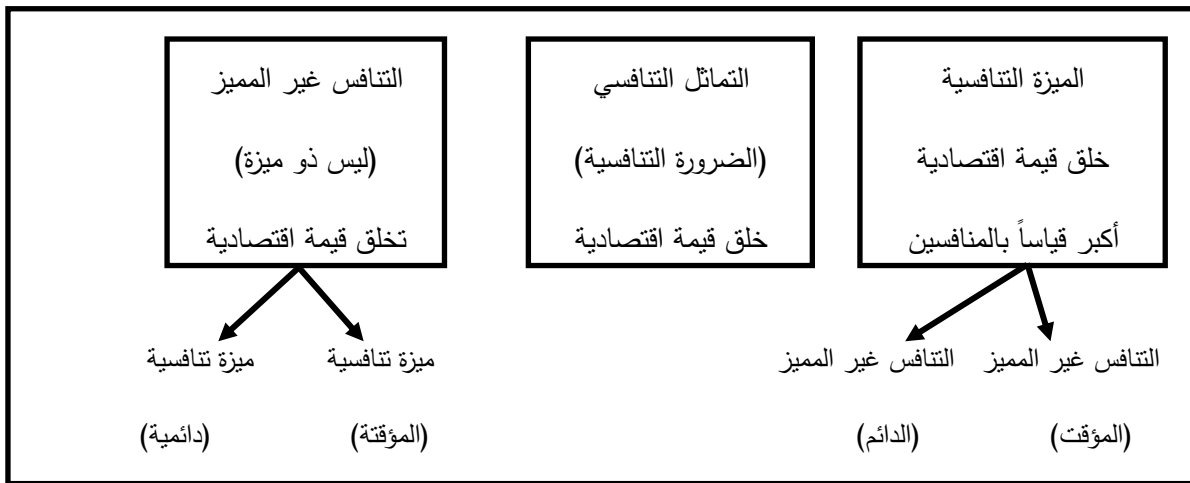 الميزة التنافسية
خلق قيمة اقتصادية
أكبر قياساً بالمنافسين
التماثل التنافسي
(الضرورة التنافسية)
خلق قيمة اقتصادية
التنافس غير المميز
(ليس ذو ميزة)
تخلق قيمة اقتصادية
التنافس غير المميز
(المؤقت)
التنافس غير المميز
(الدائم)
ميزة تنافسية
(المؤقتة)
ميزة تنافسية
(دائمية)